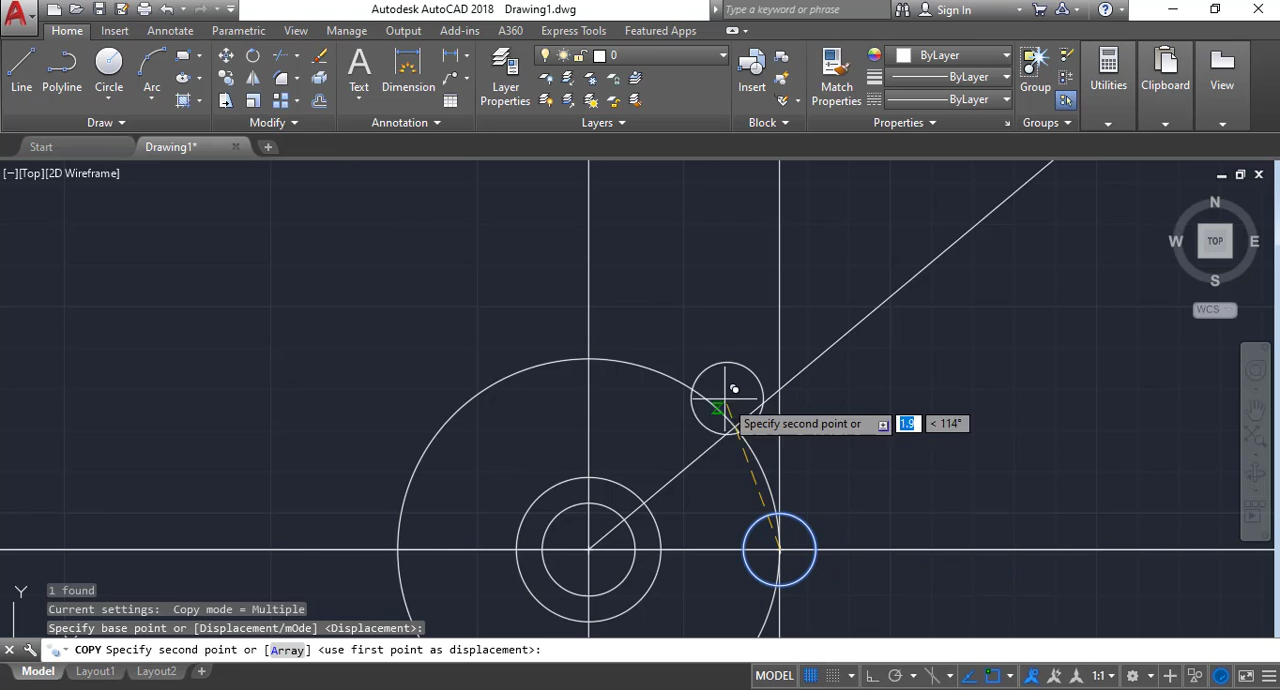 Autodesk AutoCAD 2018 Drawing1.dwg
Type a keyword or phrase
Sign In
Home Insert Annotate Parametric View Manage Output Add-ins A360 Express Tools Featured Apps
Line
Polyline
Circle
Arc
Text
Dimension
Layer
Properties
0
Insert
Match
Properties
ByLayer
ByLayer
ByLayer
Group
Utilities
Clipboard
View
Draw
Modify
Annotation
Layers
Block
Properties
Groups
Start
Drawing1*
[−][Top][2D Wireframe]
N
W
TOP
E
S
WCS
Specify second point or
1.9
< 114°
Y
1 found
Current settings: Copy mode = Multiple
Specify base point or [Displacement/mOde] <Displacement>:
COPY Specify second point or [Array] <use first point as displacement>:
Model
Layout1
Layout2
MODEL
1:1